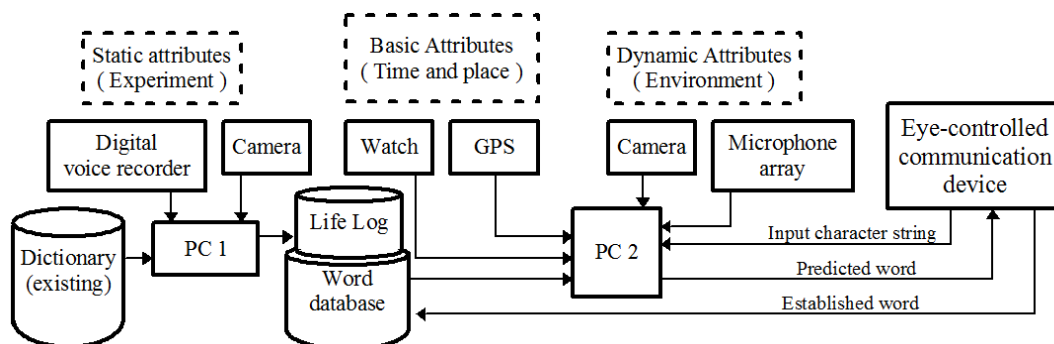 Static attributes
( Experiment )
Basic Attributes
( Time and place )
Dynamic Attributes
( Environment )
Digital
voice recorder
Camera
Watch
GPS
Camera
Microphone
array
Eye-controlled
communication
device
Dictionary
(existing)
PC 1
Life Log
Word
database
PC 2
Input character string
Predicted word
Established word